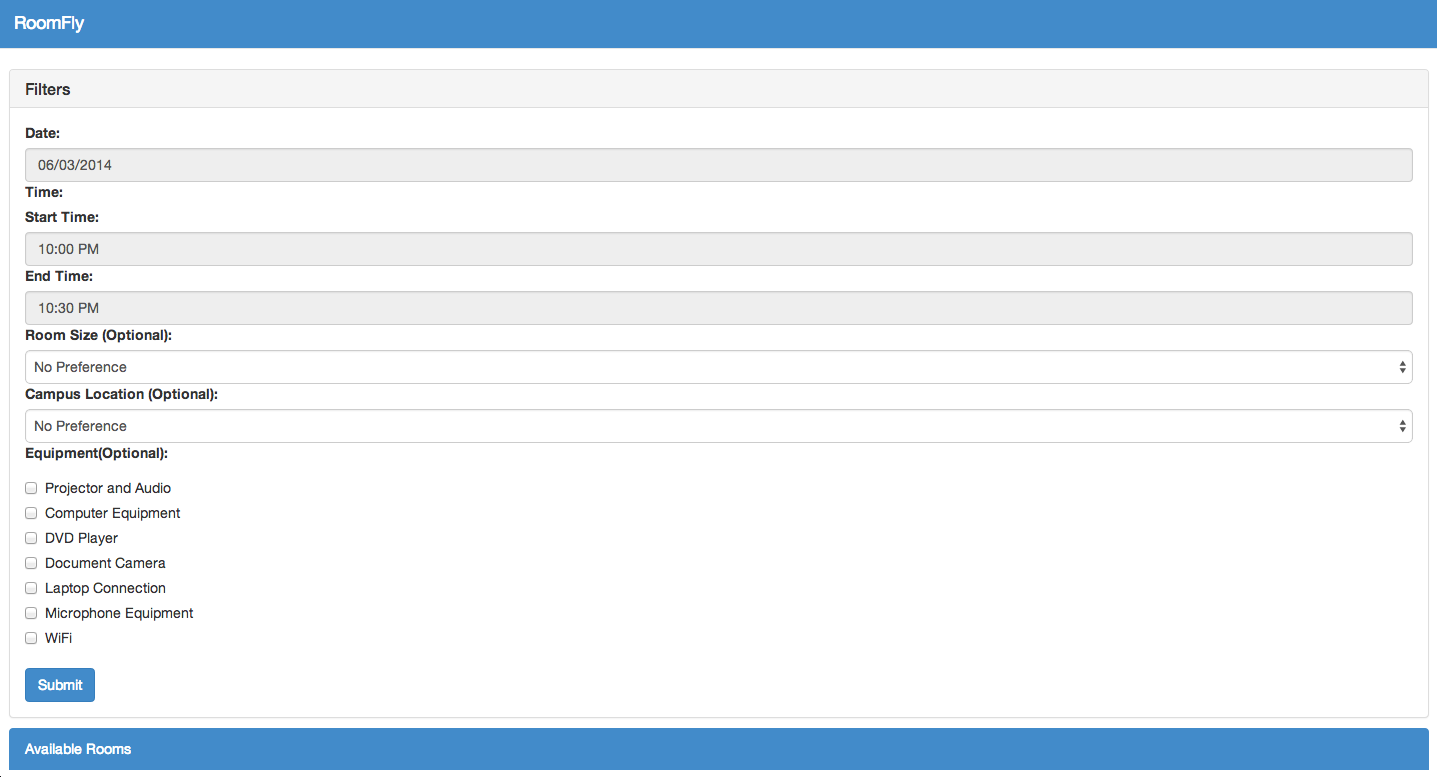 RoomFly
Filters
Date:
06/03/2014
Time:
Start Time:
10:00 PM
End Time:
10:30 PM
Room Size (Optional):
No Preference
Campus Location (Optional):
No Preference
Equipment(Optional):
Projector and Audio
Computer Equipment
DVD Player
Document Camera
Laptop Connection
Microphone Equipment
WiFi
Submit
Available Rooms